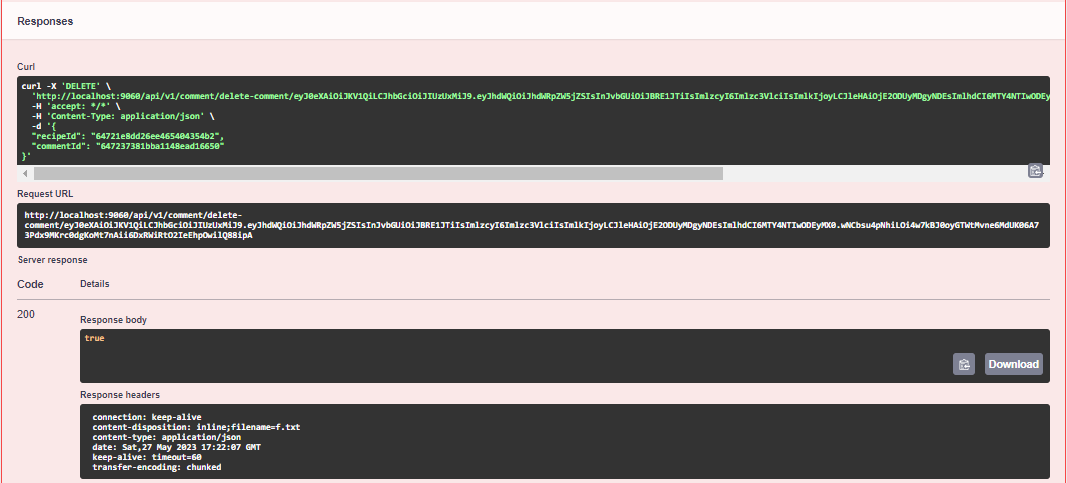 Responses
Curl
curl -X 'DELETE' \
'http://localhost:9060/api/v1/comment/delete-comment/eyJ0eXAiOiJKV1QiLCJhbGciOiJIUzUxMiJ9.eyJhdWQiOiJhdWRpZW5jZSIsInJvbGUiOiJBRE1JTiIsImlzcyI6Imlzc3VlciIsImlkIjoyLCJleHAiOjE2ODUyMDgyNDEsImlhdCI6MTY4NTIwODEy
-H 'accept: */*' \
-H 'Content-Type: application/json' \
-d '{
"recipeId": "64721e8dd26ee465404354b2",
"commentId": "647237381bba1148ead16650"
}'
Request URL
http://localhost:9060/api/v1/comment/delete-
comment/eyJ0eXAiOiJKV1QiLCJhbGciOiJIUzUxMiJ9.eyJhdWQiOiJhdWRpZW5jZSIsInJvbGUiOiJBRE1JTiIsImlzcyI6Imlzc3VlciIsImlkIjoyLCJleHAiOjE2ODUyMDgyNDEsImlhdCI6MTY4NTIwODEyMX0.wNCbsu4pNhiLOi4w7kBJ0oyGTWtMvne6MdUK06A7
3Pdx9MKrc0dgKoMt7nAii6DxRWiRtO2IeEhpOwilQB8ipA
Server response
Code Details
200
Response body
true
Download
Response headers
connection: keep-alive
content-disposition: inline;filename=f.txt
content-type: application/json
date: Sat,27 May 2023 17:22:07 GMT
keep-alive: timeout=60
transfer-encoding: chunked